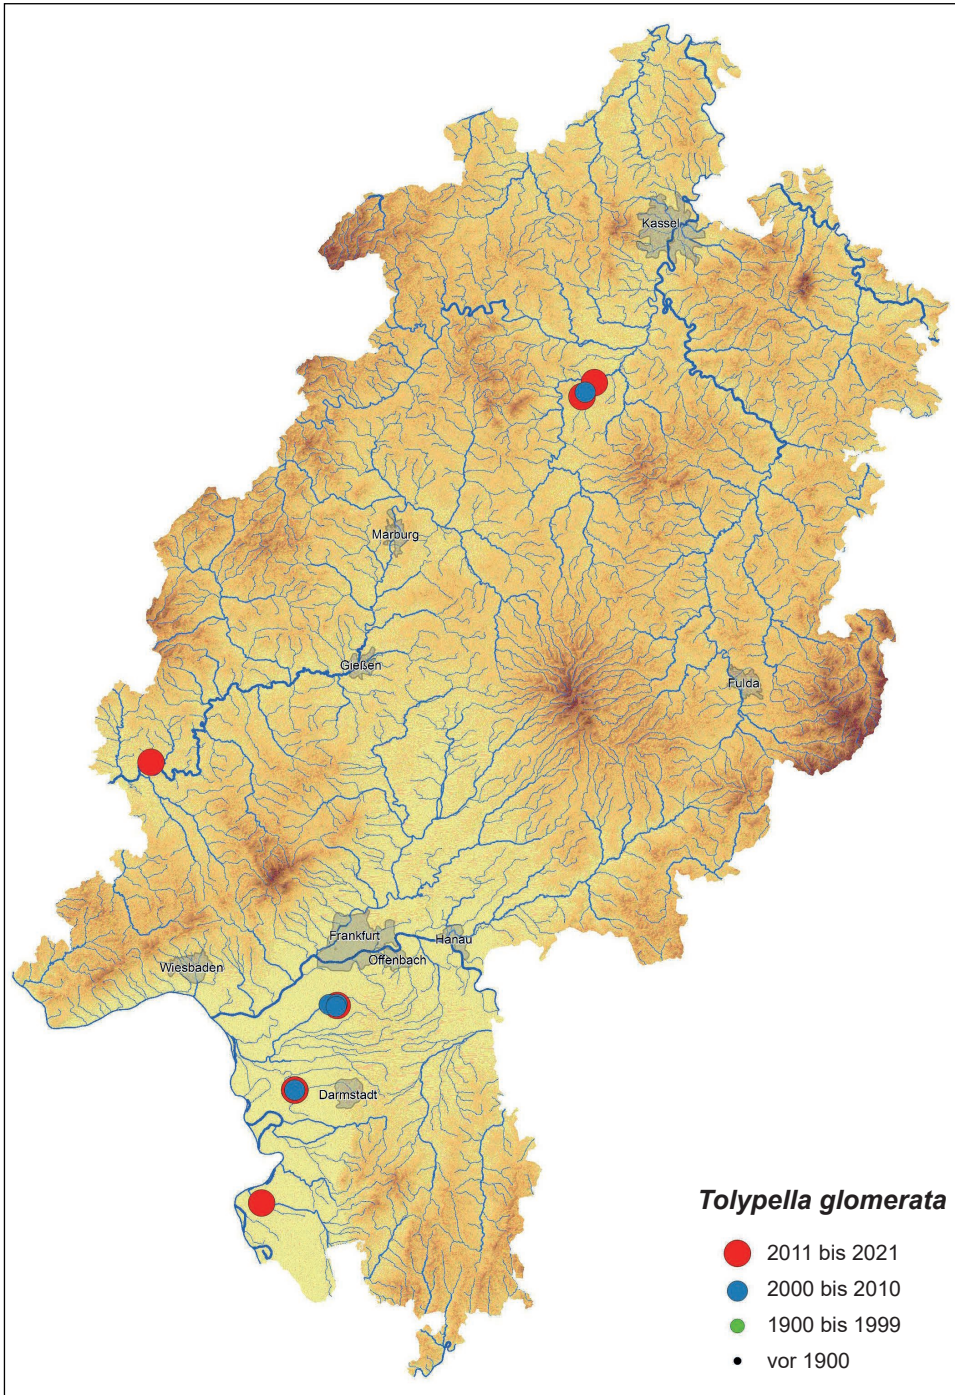 Kassel
Marburg
Gießen
Fulda
Frankfurt
Hanau
Offenbach
Wiesbaden
Darmstadt
Tolypella glomerata
2011 bis 2021
2000 bis 2010
1900 bis 1999
vor 1900